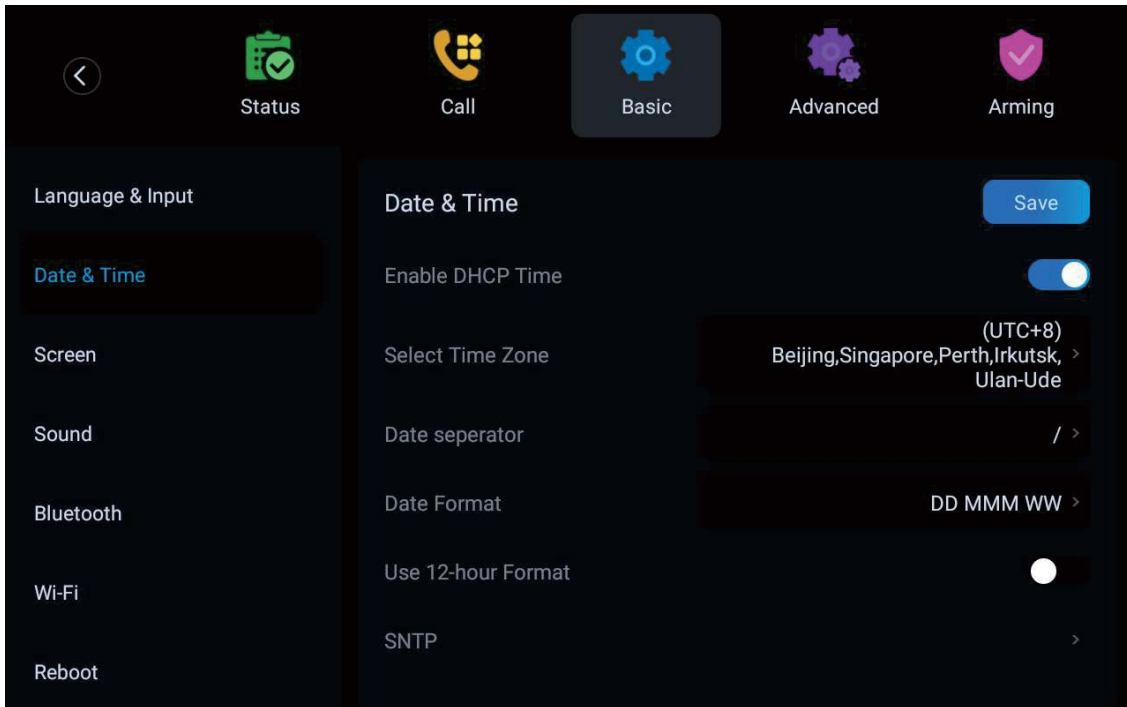 Status
Call
Basic
Advanced
Arming
Language & Input
Date & Time
Screen
Sound
Bluetooth
Wi-Fi
Reboot
Date & Time
Save
Enable DHCP Time
Select Time Zone
(UTC+8)
Beijing,Singapore,Perth,Irkutsk,
Ulan-Ude
Date seperator
/
Date Format
DD MMM WW
Use 12-hour Format
SNTP